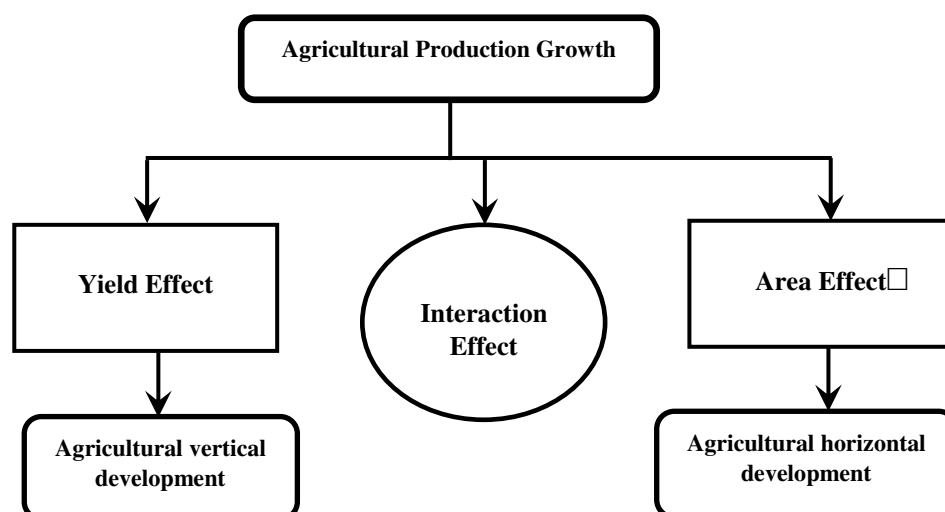 Agricultural Production Growth
Yield Effect
Interaction
Effect
Area Effect□
Agricultural vertical
development
Agricultural horizontal
development